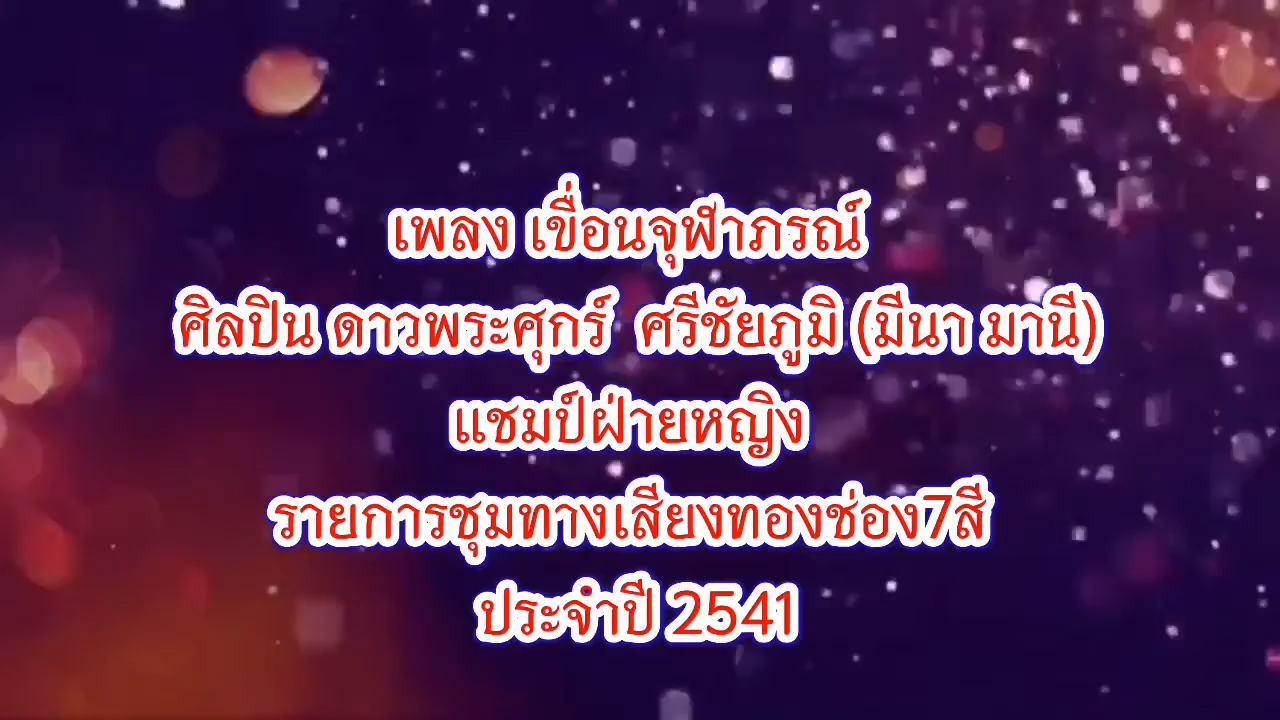 เพลง เขื่อนจุฬาภรณ์
ศิลปิน ดาวพระศุกร์ ศรีชัยภูมิ (มีนา มานี)
แชมป์ฝ่ายหญิง
รายการชุมทางเสียงทองช่อง7สี
ประจำปี 2541